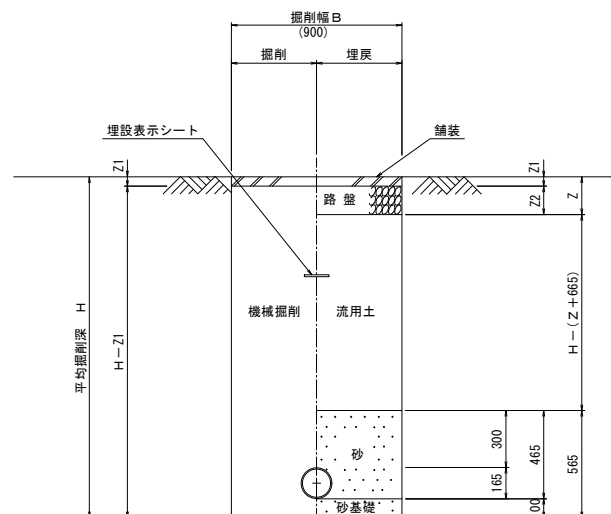 掘削幅Ｂ
(900)
掘削
埋戻
埋設表示シート
舗装
Z1
Z1
Z
Z2
路 盤
機械掘削
流用土
平均掘削深 Ｈ
Ｈ－Z1
Ｈ－(Ｚ＋665)
砂
300
465
565
165
砂基礎